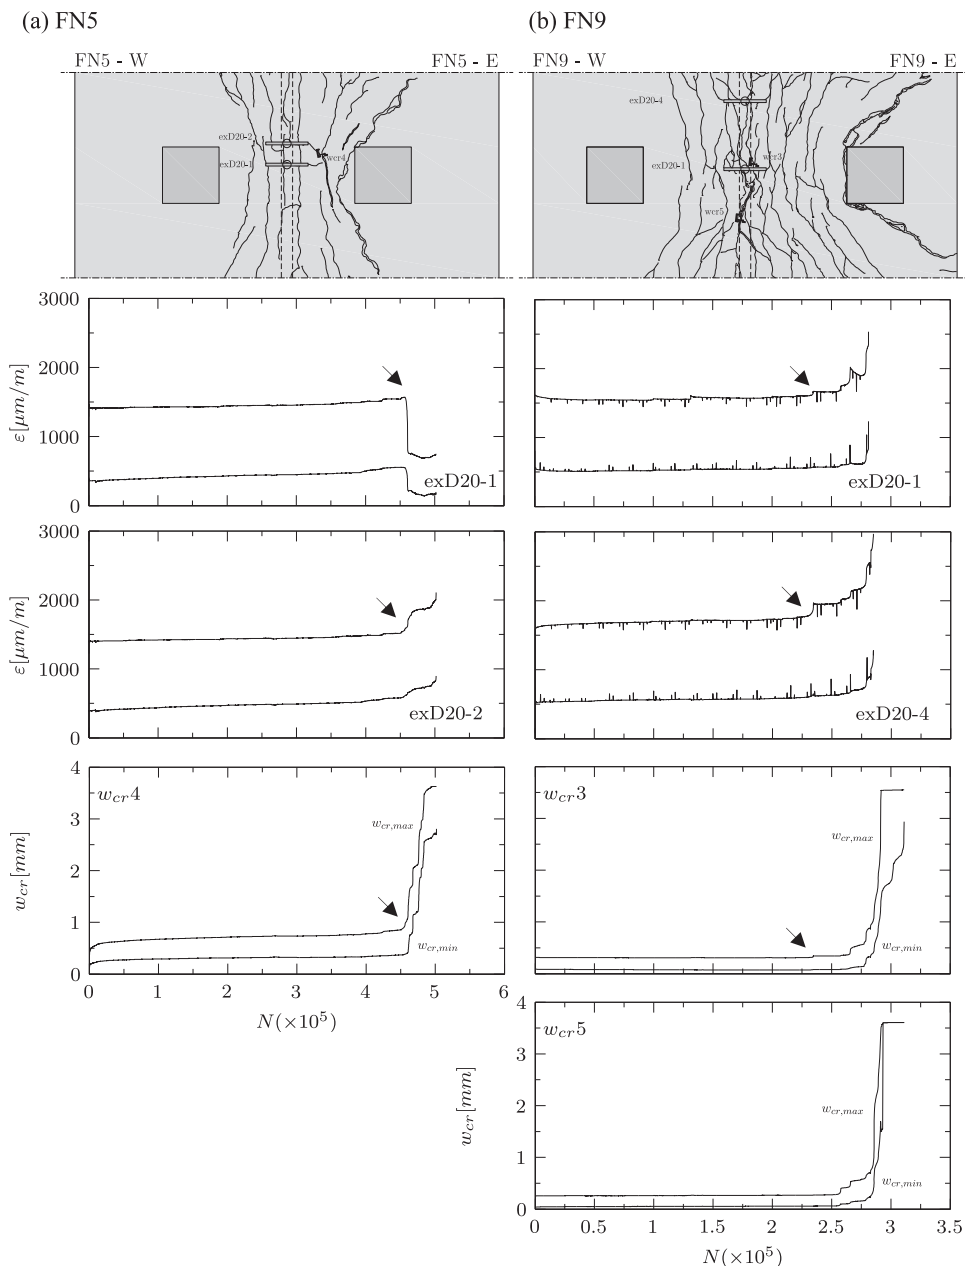 (a) FN5
(b) FN9
FN5 - W
FN5 - E
FN9 - W
FN9 - E
exD20-2
exD20-1
wcr4
exD20-4
exD20-1
wcr3
wcr5
3000
2000
1000
0
ε[μm/m]
exD20-1
exD20-1
3000
2000
1000
0
ε[μm/m]
exD20-2
exD20-4
4
3
2
1
0
w_cr[mm]
w_cr4
w_cr,max
w_cr,min
0
1
2
3
4
5
6
N(×10⁵)
w_cr3
w_cr,max
w_cr,min
4
3
2
1
0
w_cr[mm]
w_cr5
w_cr,max
w_cr,min
0
0.5
1
1.5
2
2.5
3
3.5
N(×10⁵)